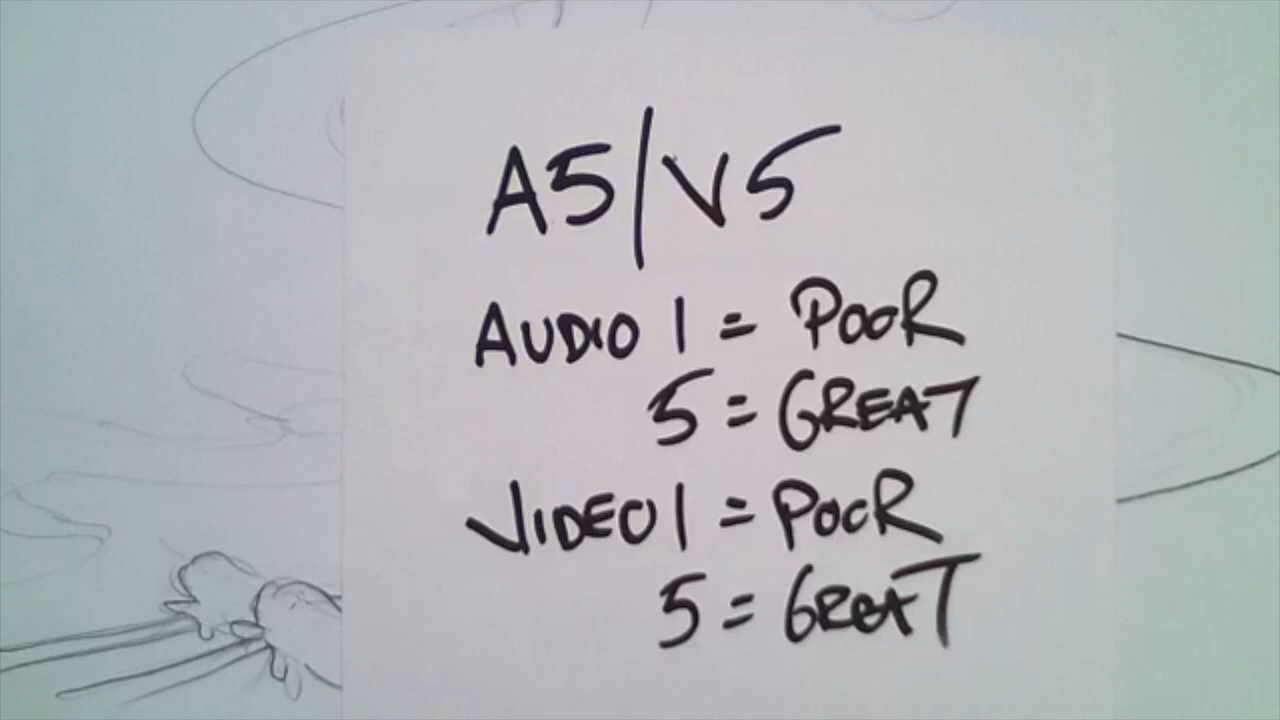 A5/V5
AUDIO 1 = POOR
5 = GREAT
VIDEO 1 = POOR
5 = GREAT